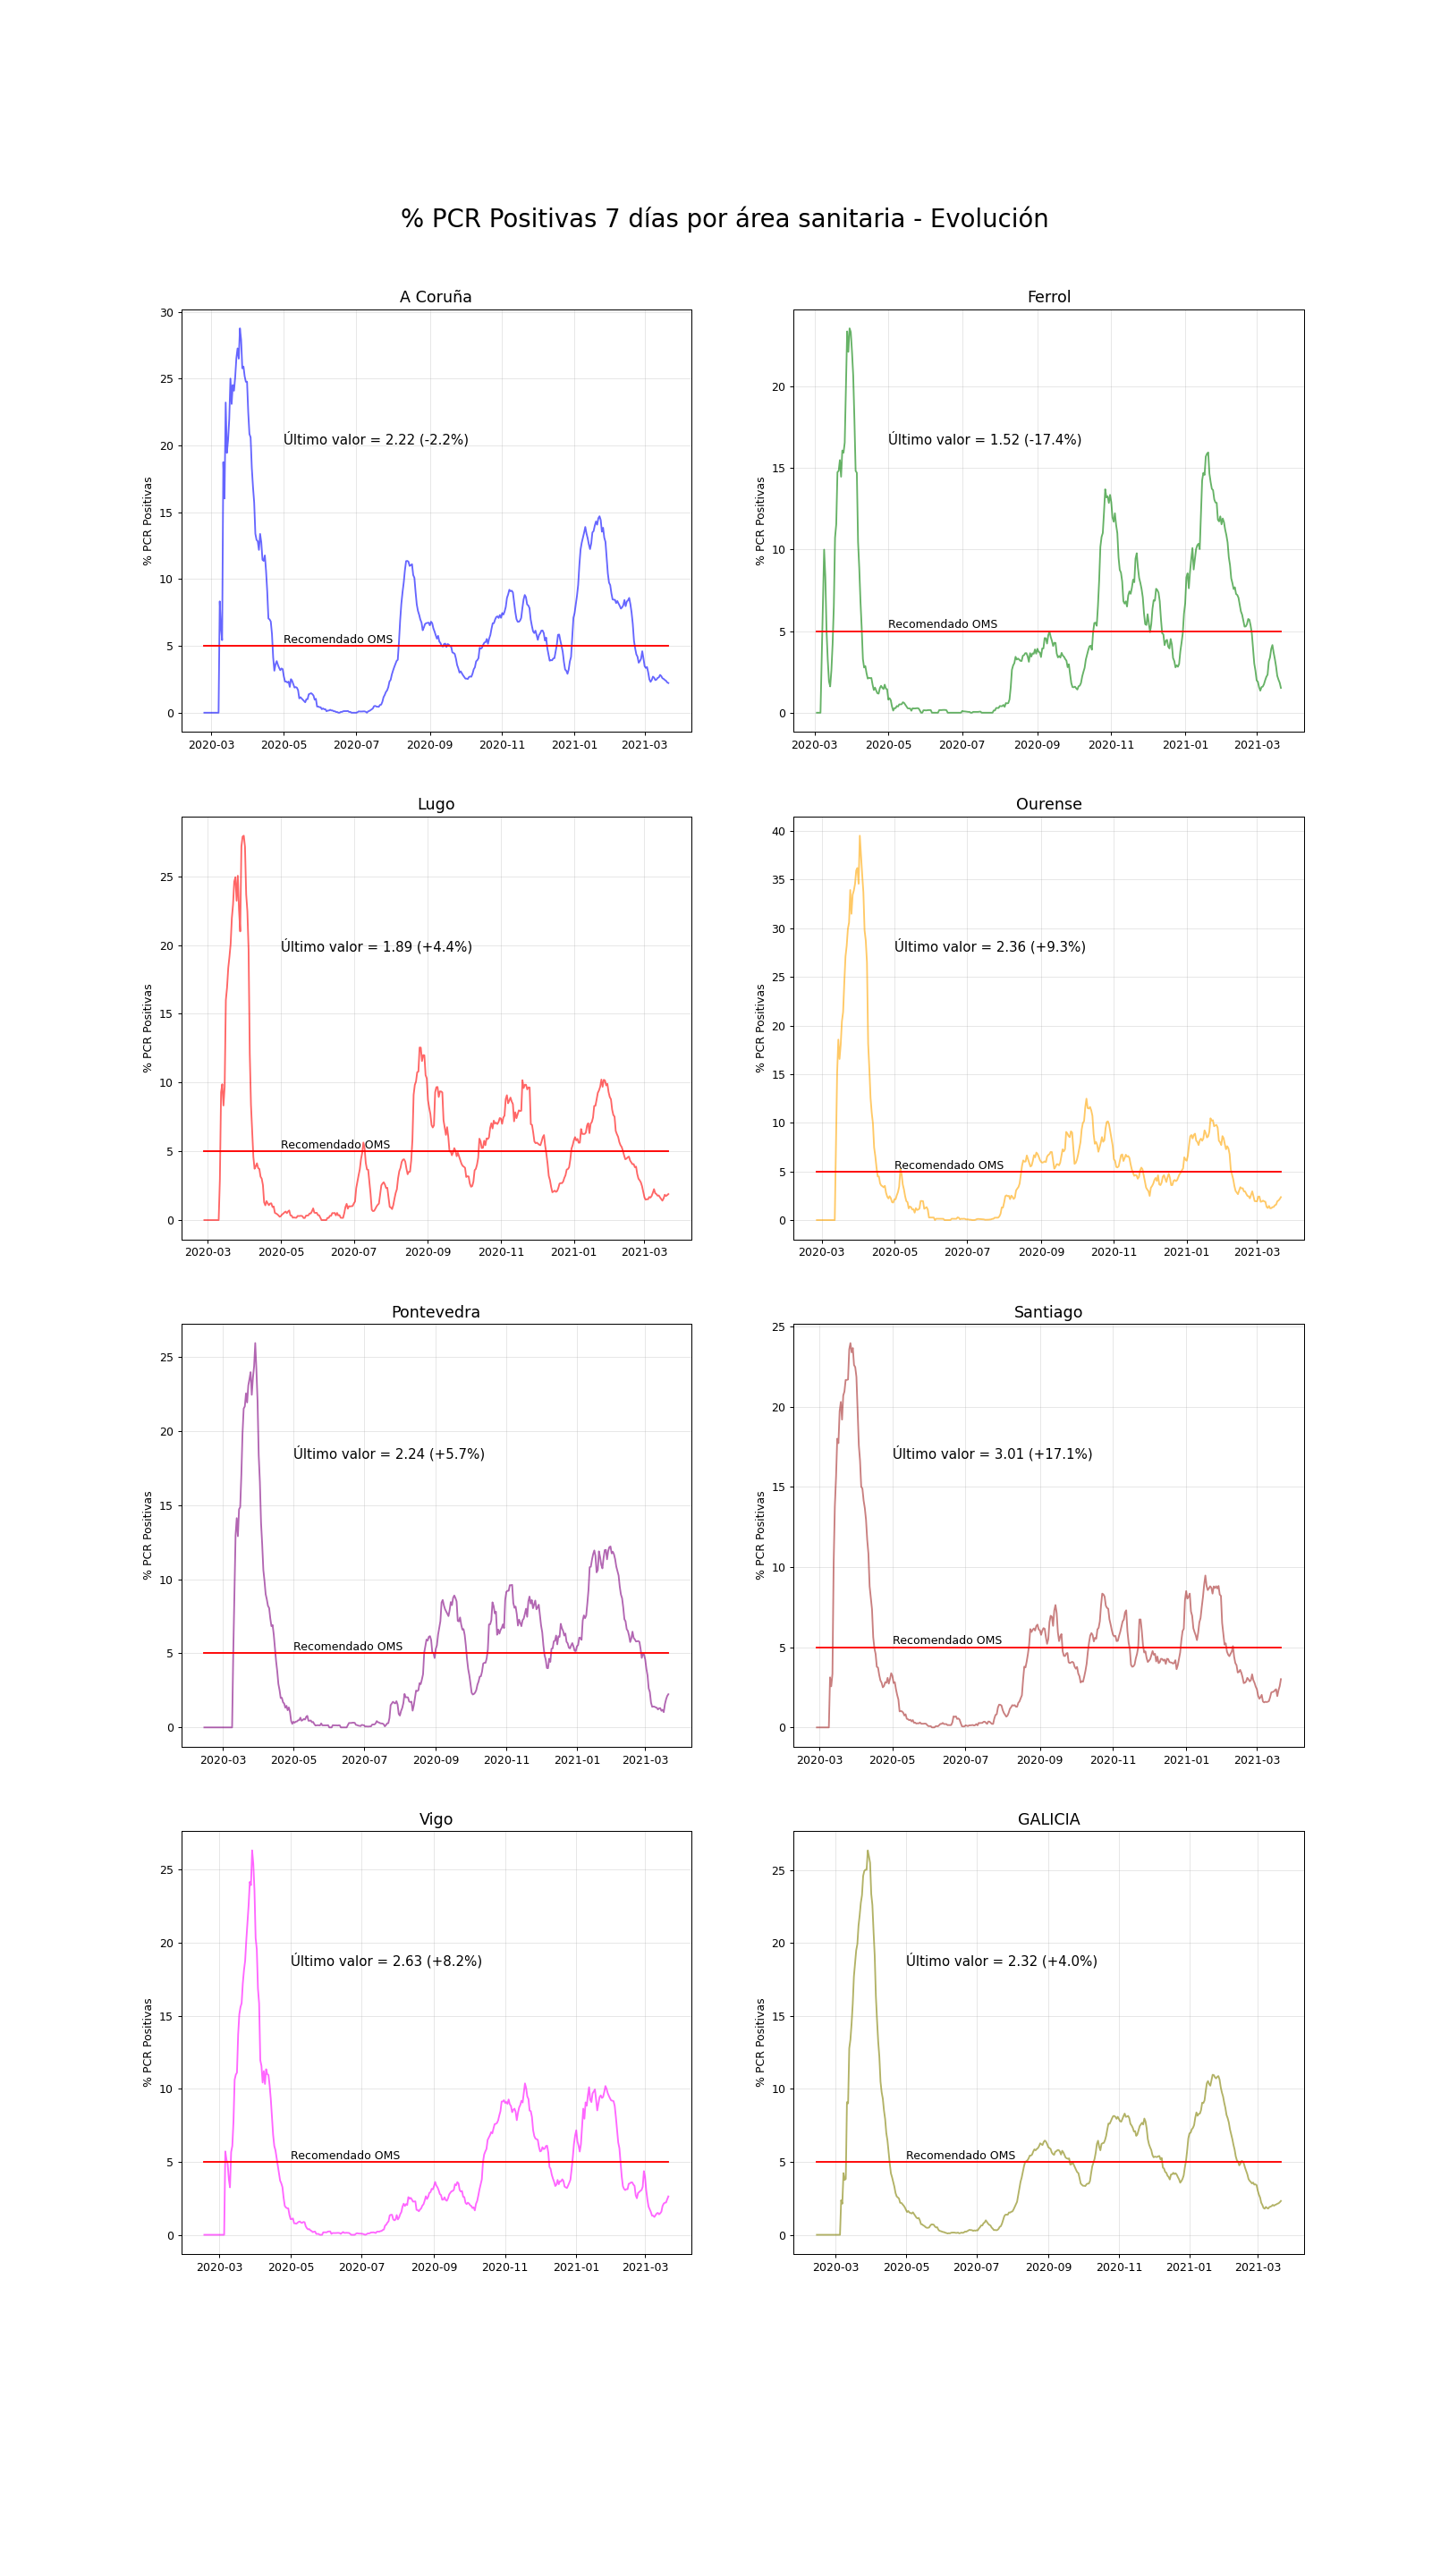 % PCR Positivas 7 días por área sanitaria - Evolución
A Coruña
30
25
20
15
10
5
0
% PCR Positivas
Último valor = 2.22 (-2.2%)
Recomendado OMS
2020-03 2020-05 2020-07 2020-09 2020-11 2021-01 2021-03
Ferrol
20
15
10
5
0
% PCR Positivas
Último valor = 1.52 (-17.4%)
Recomendado OMS
2020-03 2020-05 2020-07 2020-09 2020-11 2021-01 2021-03
Lugo
25
20
15
10
5
0
% PCR Positivas
Último valor = 1.89 (+4.4%)
Recomendado OMS
2020-03 2020-05 2020-07 2020-09 2020-11 2021-01 2021-03
Ourense
40
35
30
25
20
15
10
5
0
% PCR Positivas
Último valor = 2.36 (+9.3%)
Recomendado OMS
2020-03 2020-05 2020-07 2020-09 2020-11 2021-01 2021-03
Pontevedra
25
20
15
10
5
0
% PCR Positivas
Último valor = 2.24 (+5.7%)
Recomendado OMS
2020-03 2020-05 2020-07 2020-09 2020-11 2021-01 2021-03
Santiago
25
20
15
10
5
0
% PCR Positivas
Último valor = 3.01 (+17.1%)
Recomendado OMS
2020-03 2020-05 2020-07 2020-09 2020-11 2021-01 2021-03
Vigo
25
20
15
10
5
0
% PCR Positivas
Último valor = 2.63 (+8.2%)
Recomendado OMS
2020-03 2020-05 2020-07 2020-09 2020-11 2021-01 2021-03
GALICIA
25
20
15
10
5
0
% PCR Positivas
Último valor = 2.32 (+4.0%)
Recomendado OMS
2020-03 2020-05 2020-07 2020-09 2020-11 2021-01 2021-03